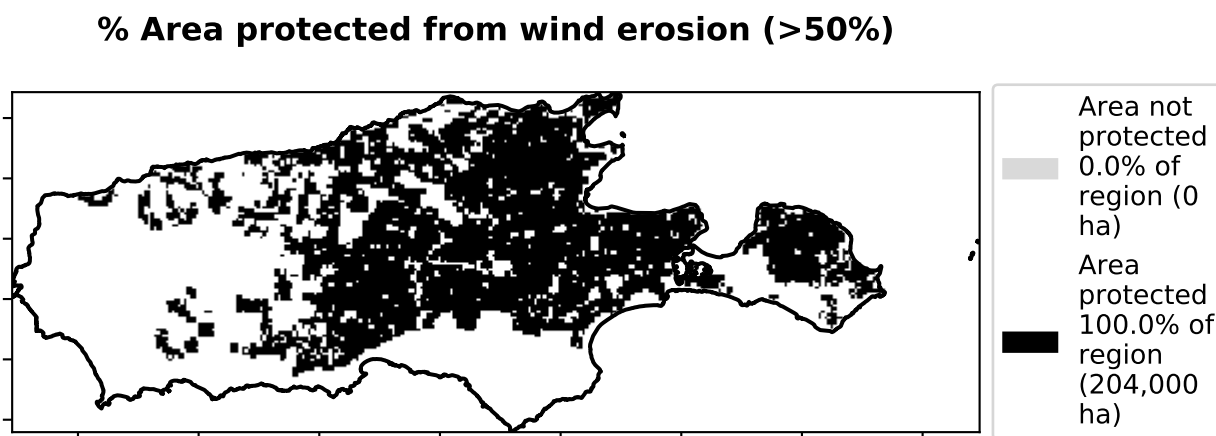 % Area protected from wind erosion (>50%)
Area not
protected
0.0% of
region (0
ha)
Area
protected
100.0% of
region
(204,000
ha)